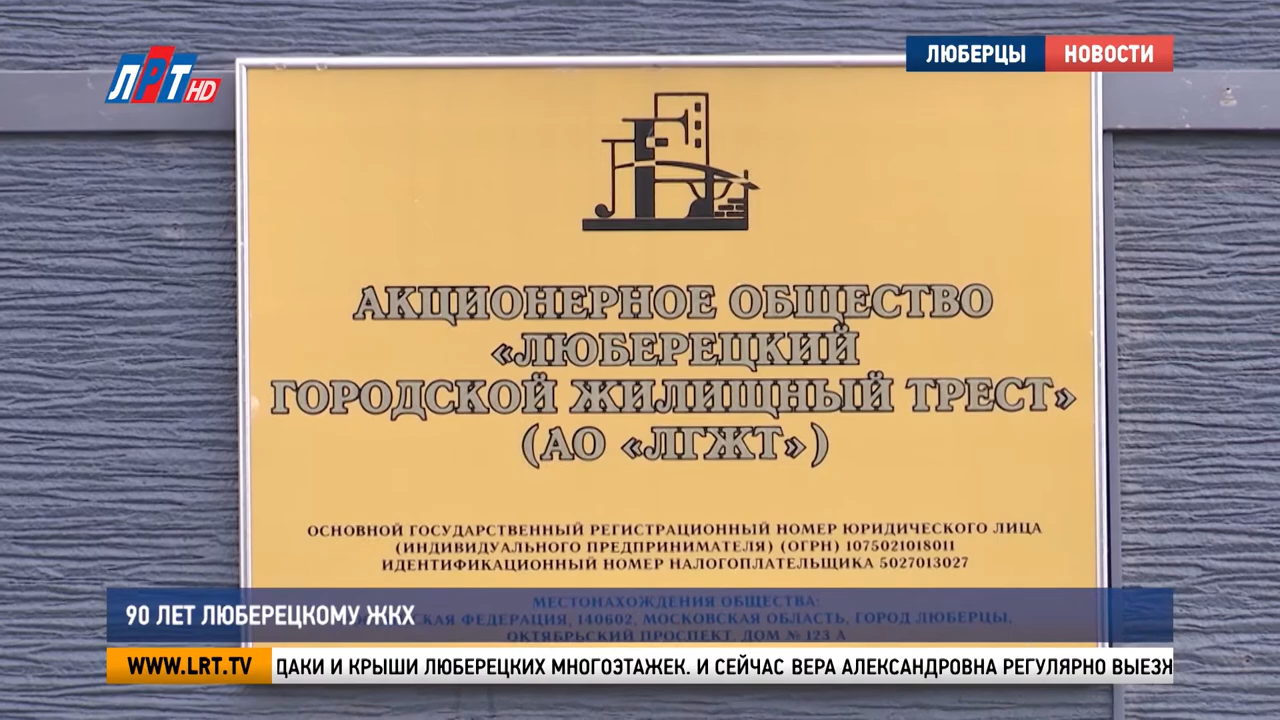 ЛРТ HD
ЛЮБЕРЦЫ НОВОСТИ
АКЦИОНЕРНОЕ ОБЩЕСТВО
«ЛЮБЕРЕЦКИЙ
ГОРОДСКОЙ ЖИЛИЩНЫЙ ТРЕСТ»
(АО «ЛГЖТ»)
ОСНОВНОЙ ГОСУДАРСТВЕННЫЙ РЕГИСТРАЦИОННЫЙ НОМЕР ЮРИДИЧЕСКОГО ЛИЦА
(ИНДИВИДУАЛЬНОГО ПРЕДПРИНИМАТЕЛЯ) (ОГРН) 1075021018011
ИДЕНТИФИКАЦИОННЫЙ НОМЕР НАЛОГОПЛАТЕЛЬЩИКА 5027013027
МЕСТОНАХОЖДЕНИЯ ОБЩЕСТВА:
СКАЯ ФЕДЕРАЦИЯ, 140602, МОСКОВСКАЯ ОБЛАСТЬ, ГОРОД ЛЮБЕРЦЫ,
ОКТЯБРЬСКИЙ ПРОСПЕКТ, ДОМ № 123 А
90 ЛЕТ ЛЮБЕРЕЦКОМУ ЖКХ
WWW.LRT.TV ДАКИ И КРЫШИ ЛЮБЕРЕЦКИХ МНОГОЭТАЖЕК. И СЕЙЧАС ВЕРА АЛЕКСАНДРОВНА РЕГУЛЯРНО ВЫЕЗЖ